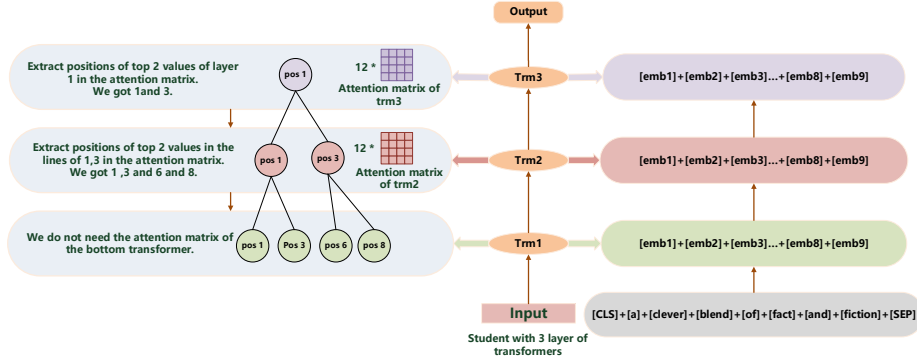 Output
Extract positions of top 2 values of layer
1 in the attention matrix.
We got 1and 3.
pos 1
12 *
Attention matrix of
trm3
Trm3
[emb1]+[emb2]+[emb3]...+[emb8]+[emb9]
Extract positions of top 2 values in the
lines of 1,3 in the attention matrix.
We got 1 ,3 and 6 and 8.
pos 1
pos 3
12 *
Attention matrix
of trm2
Trm2
[emb1]+[emb2]+[emb3]...+[emb8]+[emb9]
We do not need the attention matrix of
the bottom transformer.
pos 1
Pos 3
pos 6
pos 8
Trm1
[emb1]+[emb2]+[emb3]...+[emb8]+[emb9]
Input
Student with 3 layer of
transformers
[CLS]+[a]+[clever]+[blend]+[of]+[fact]+[and]+[fiction]+[SEP]